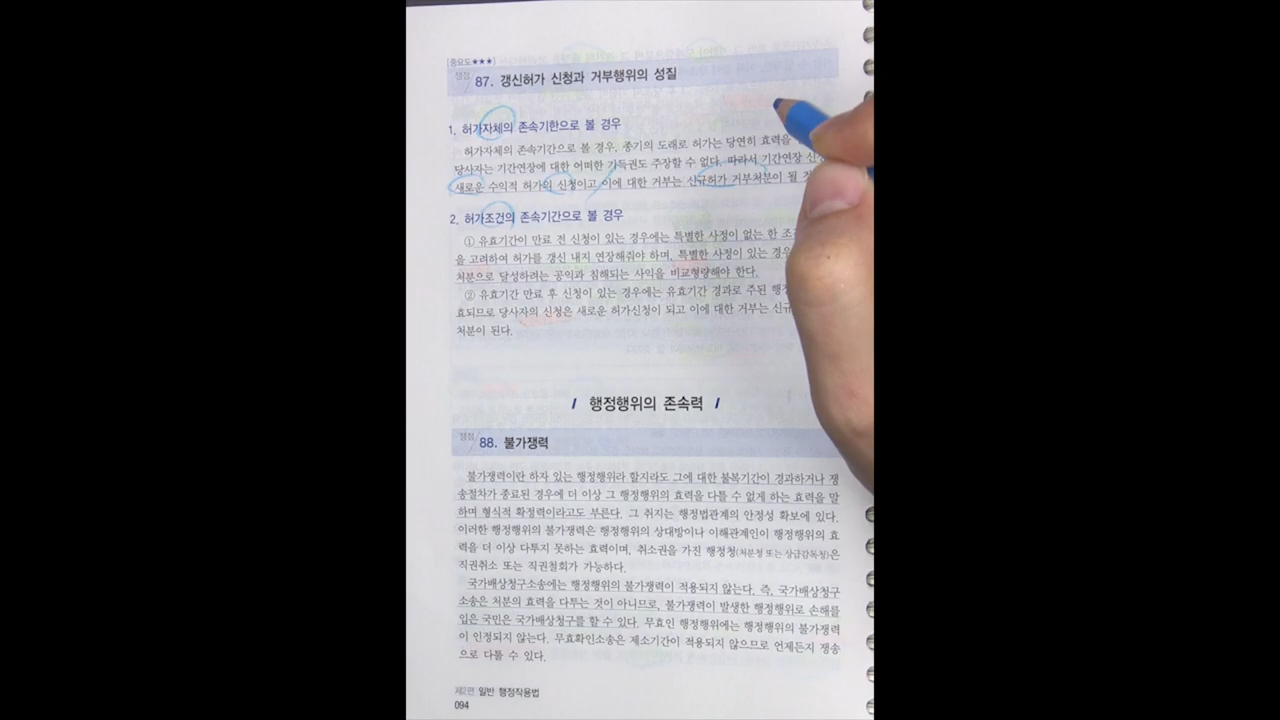 [중요도★★★]
쟁점 87. 갱신허가 신청과 거부행위의 성질
1. 허가자체의 존속기한으로 볼 경우
허가자체의 존속기간으로 볼 경우, 종기의 도래로 허가는 당연히 효력을
당사자는 기간연장에 대한 어떠한 기득권도 주장할 수 없다. 따라서 기간연장
새로운 수익적 허가의 신청이고 이에 대한 거부는 신규허가 거부처분이 될
2. 허가조건의 존속기간으로 볼 경우
① 유효기간이 만료 전 신청이 있는 경우에는 특별한 사정이 없는 한
을 고려하여 허가를 갱신 내지 연장해줘야 하며, 특별한 사정이 있는 경우
처분으로 달성하려는 공익과 침해되는 사익을 비교형량해야 한다.
② 유효기간 만료 후 신청이 있는 경우에는 유효기간 경과로 주된
효되므로 당사자의 신청은 새로운 허가신청이 되고 이에 대한 거부는 신규
처분이 된다.
/ 행정행위의 존속력 /
쟁점 88. 불가쟁력
불가쟁력이란 하자 있는 행정행위라 할지라도 그에 대한 불복기간이 경과하거나 쟁
송절차가 종료된 경우에 더 이상 그 행정행위의 효력을 다툴 수 없게 하는 효력을 말
하며 형식적 확정력이라고도 부른다. 그 취지는 행정법관계의 안정성 확보에 있다.
이러한 행정행위의 불가쟁력은 행정행위의 상대방이나 이해관계인이 행정행위의 효
력을 더 이상 다투지 못하는 효력이며, 취소권을 가진 행정청(처분청 또는 상급감독청)은
직권취소 또는 직권철회가 가능하다.
국가배상청구소송에는 행정행위의 불가쟁력이 적용되지 않는다. 즉, 국가배상청구
소송은 처분의 효력을 다투는 것이 아니므로, 불가쟁력이 발생한 행정행위로 손해를
입은 국민은 국가배상청구를 할 수 있다. 무효인 행정행위에는 행정행위의 불가쟁력
이 인정되지 않는다. 무효확인소송은 제소기간이 적용되지 않으므로 언제든지 쟁송
으로 다툴 수 있다.
제2편 일반 행정작용법
094